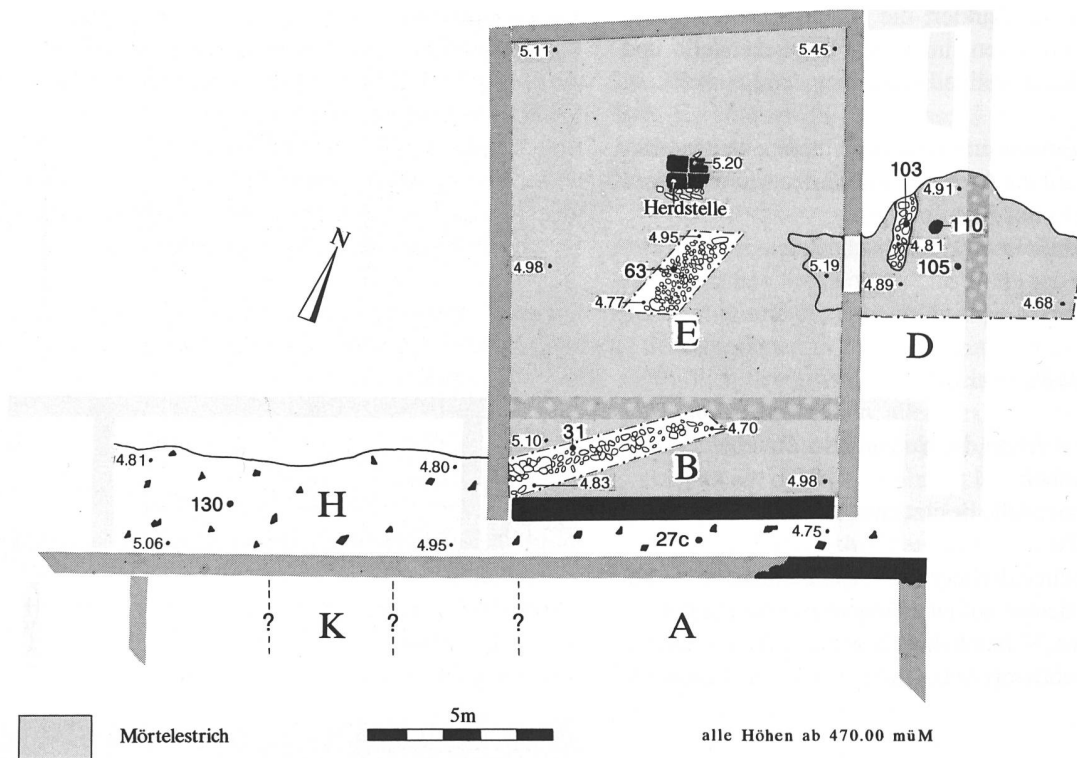 5.11 5.45
5.20
Herdstelle
103
4.91
N
4.95
110
4.81
63
4.98
5.19
105
4.89
4.77
4.68
E
D
5.10
31
4.70
4.81
4.80
B
4.83
4.98
130
H
4.75
5.06
4.95
27c
? K ? ? A
5m
Mörtelestrich
alle Höhen ab 470.00 müM